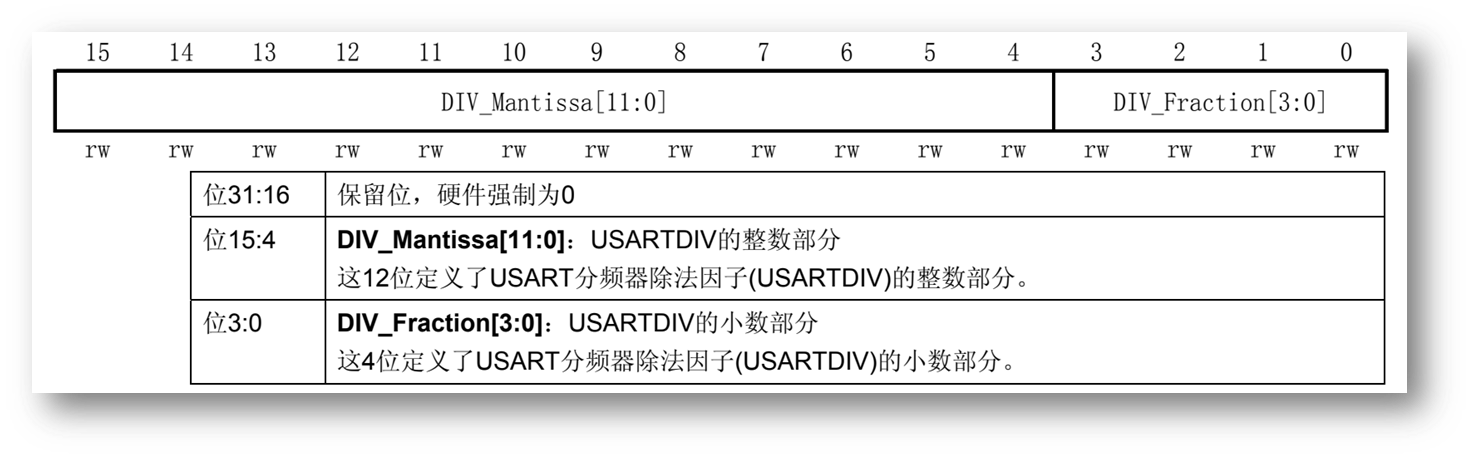 15 14 13 12 11 10 9 8 7 6 5 4 3 2 1 0
DIV_Mantissa[11:0] DIV_Fraction[3:0]
rw rw rw rw rw rw rw rw rw rw rw rw rw rw rw rw
位31:16 保留位，硬件强制为0
位15:4 DIV_Mantissa[11:0]：USARTDIV的整数部分
这12位定义了USART分频器除法因子(USARTDIV)的整数部分。
位3:0 DIV_Fraction[3:0]：USARTDIV的小数部分
这4位定义了USART分频器除法因子(USARTDIV)的小数部分。